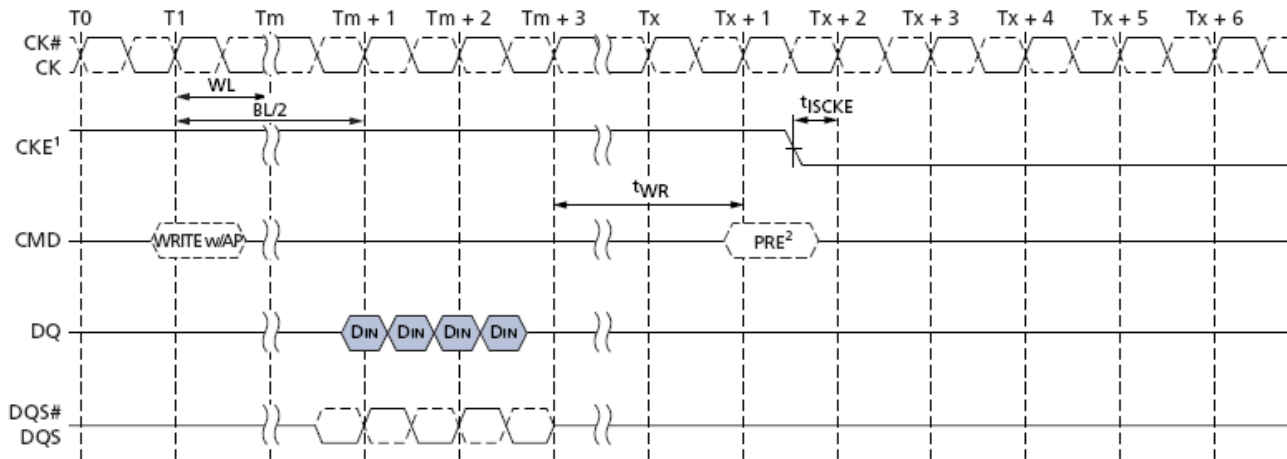 T0 T1 Tm Tm + 1 Tm + 2 Tm + 3 Tx Tx + 1 Tx + 2 Tx + 3 Tx + 4 Tx + 5 Tx + 6
CK#
CK
WL
BL/2
tISCKE
CKE1
tWR
CMD WRITE w/AP PRE2
DQ DIN DIN DIN DIN
DQS#
DQS